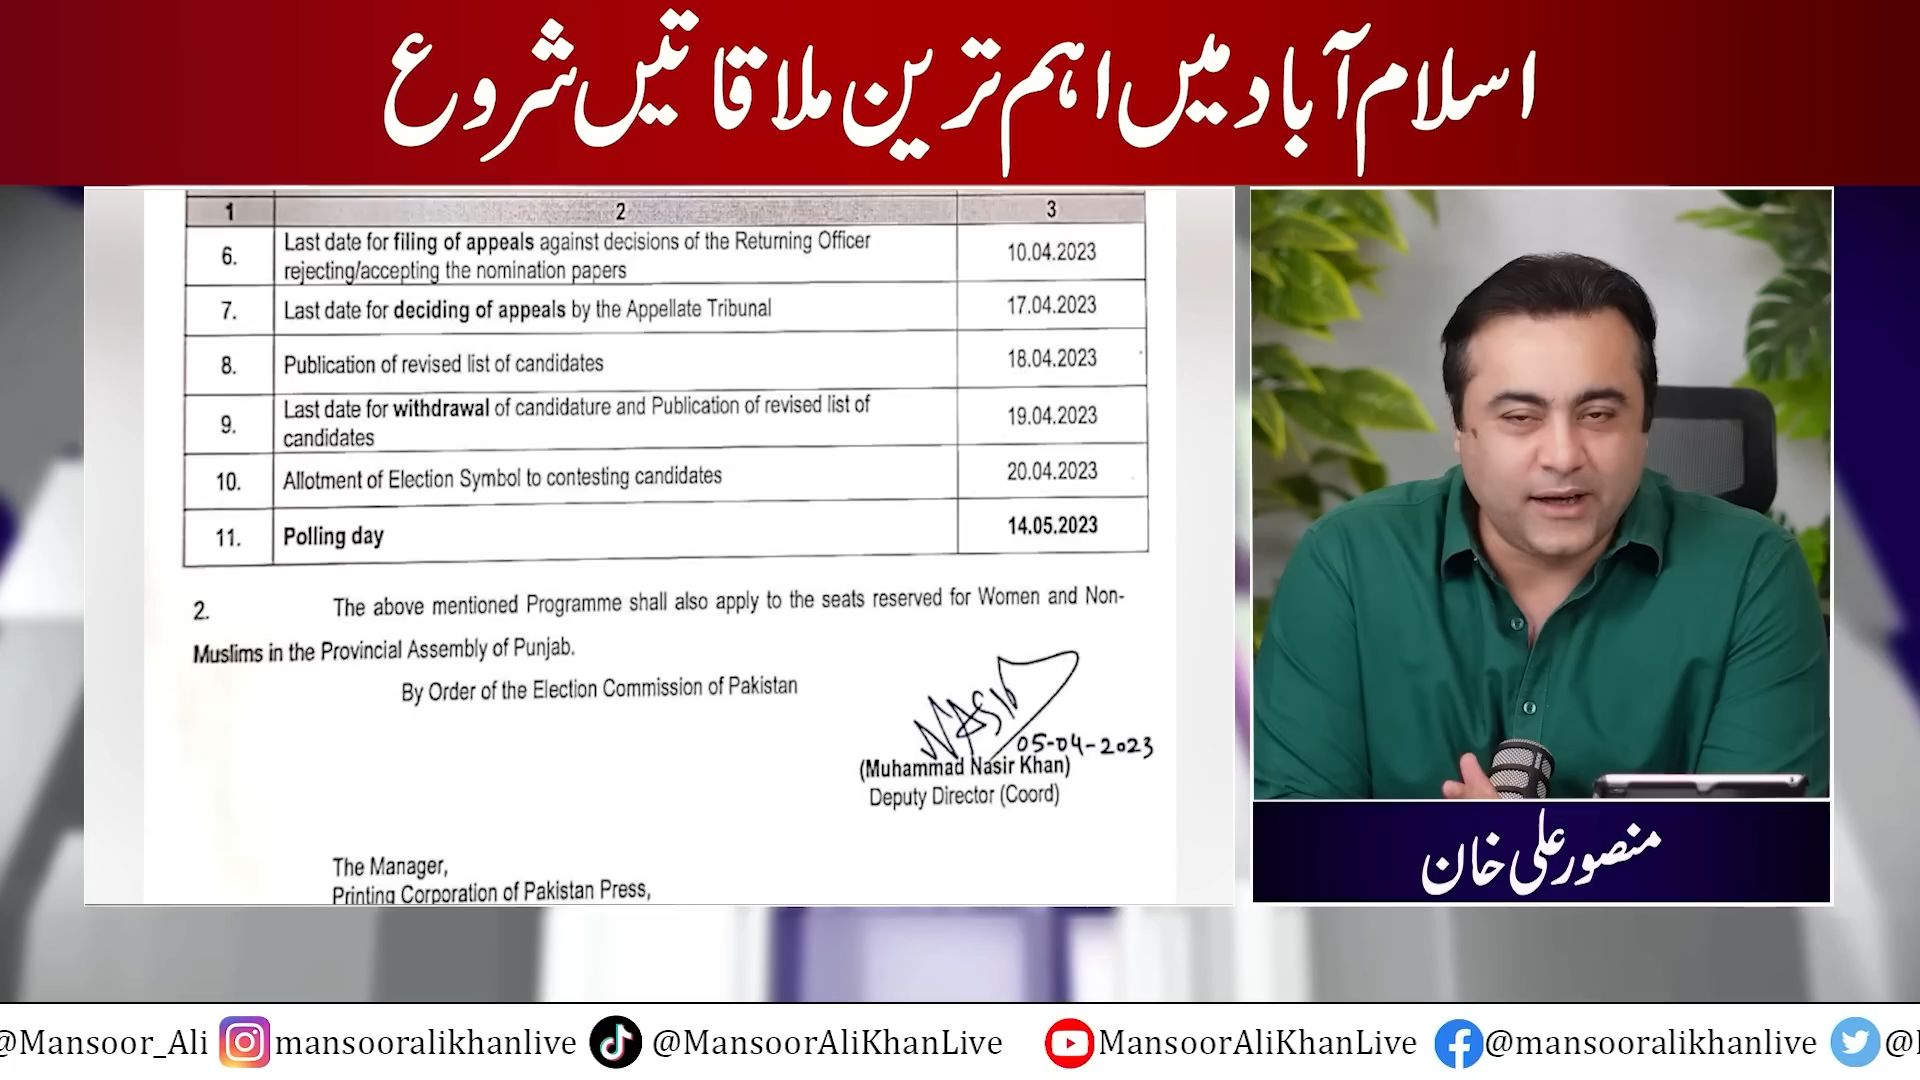 اسلام آباد میں اہم ترین ملاقاتیں شروع
1 2 3
6. Last date for filing of appeals against decisions of the Returning Officer 10.04.2023
rejecting/accepting the nomination papers
7. Last date for deciding of appeals by the Appellate Tribunal 17.04.2023
8. Publication of revised list of candidates 18.04.2023
9. Last date for withdrawal of candidature and Publication of revised list of 19.04.2023
candidates
10. Allotment of Election Symbol to contesting candidates 20.04.2023
11. Polling day 14.05.2023
2. The above mentioned Programme shall also apply to the seats reserved for Women and Non-
Muslims in the Provincial Assembly of Punjab.
By Order of the Election Commission of Pakistan
NASIR
05-04-2023
(Muhammad Nasir Khan)
Deputy Director (Coord)
The Manager,
Printing Corporation of Pakistan Press,
منصور علی خان
@Mansoor_Ali mansooralikhanlive @MansoorAliKhanLive MansoorAliKhanLive @mansooralikhanlive